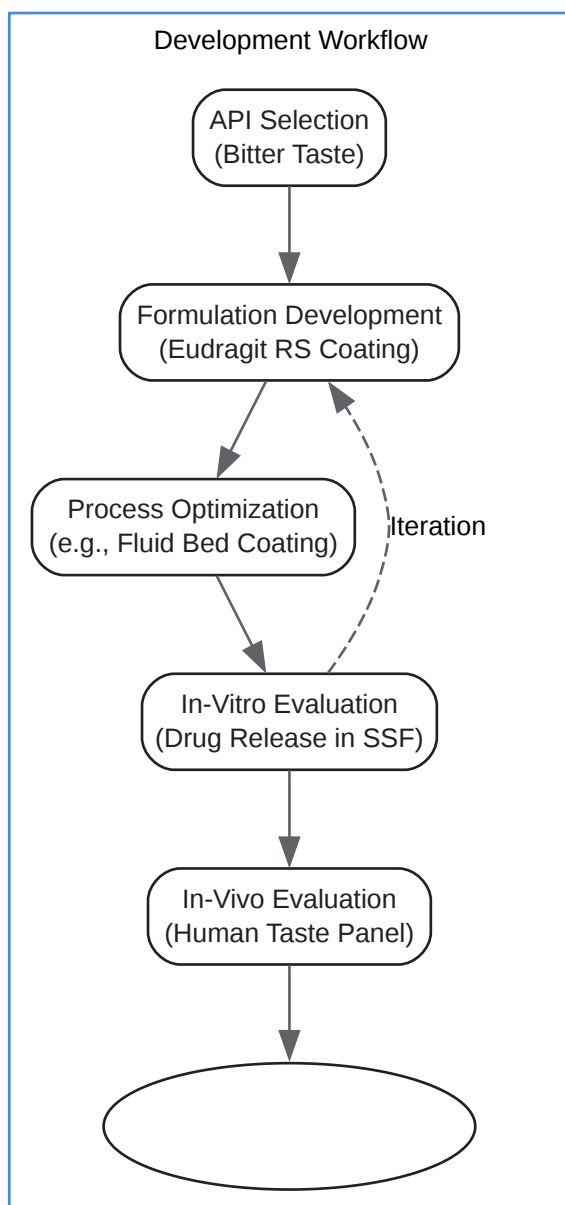 Development Workflow
API Selection
(Bitter Taste)
Formulation Development
(Eudragit RS Coating)
Process Optimization
(e.g., Fluid Bed Coating)
Iteration
In-Vitro Evaluation
(Drug Release in SSF)
In-Vivo Evaluation
(Human Taste Panel)